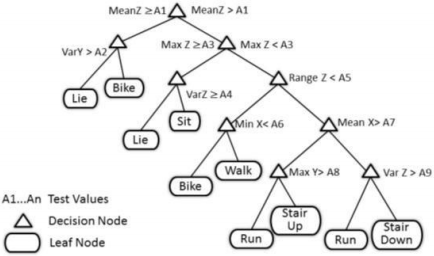 MeanZ ≥A1 MeanZ > A1
VarY > A2 Max Z ≥A3 Max Z < A3
Lie Bike VarZ ≥A4 Range Z < A5
Lie Sit Min X< A6 Mean X> A7
Bike Walk Max Y> A8 Var Z > A9
Run Stair Up Run Stair Down
A1...An Test Values
Decision Node
Leaf Node